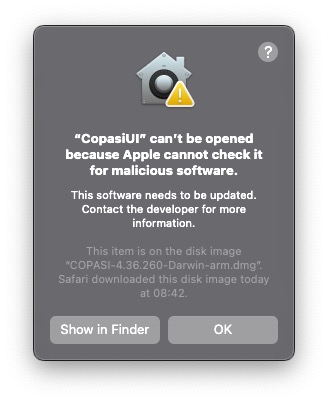 ?
“CopasiUI” can’t be opened
because Apple cannot check it
for malicious software.
This software needs to be updated.
Contact the developer for more
information.
This item is on the disk image
“COPASI-4.36.260-Darwin-arm.dmg”.
Safari downloaded this disk image today
at 08:42.
Show in Finder OK